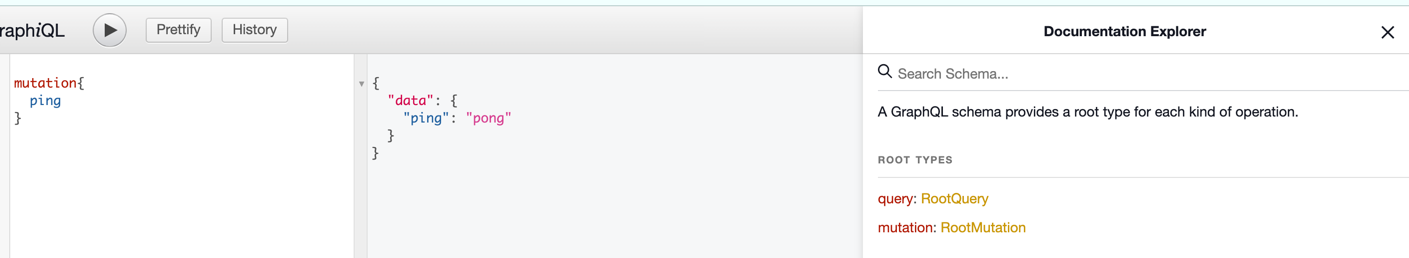 raphiQL
Prettify
History
mutation{
  ping
}
{
  "data": {
    "ping": "pong"
  }
}
Documentation Explorer
Search Schema...
A GraphQL schema provides a root type for each kind of operation.
ROOT TYPES
query: RootQuery
mutation: RootMutation